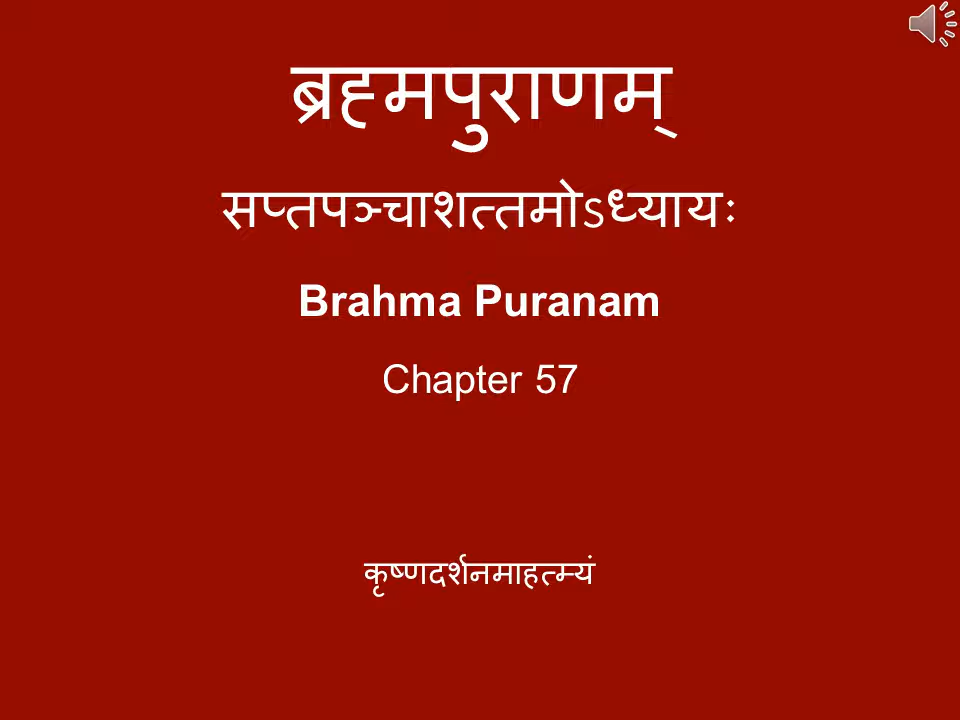 ब्रह्मपुराणम्
सप्तपञ्चाशत्तमोऽध्यायः
Brahma Puranam
Chapter 57
कृष्णदर्शनमाहत्म्यं